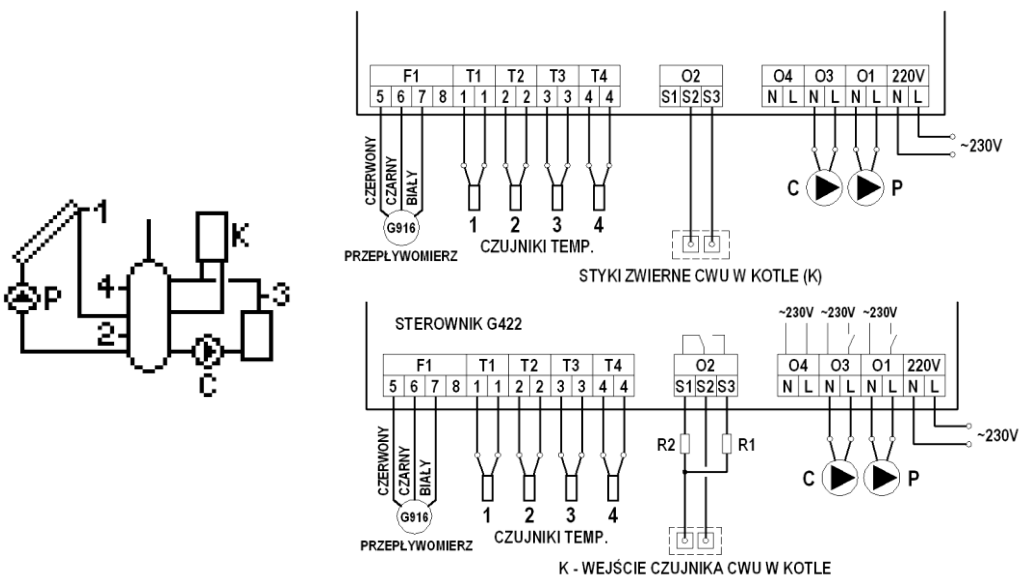 F1 T1 T2 T3 T4 O2 O4 O3 O1 220V
5 6 7 8 1 1 2 2 3 3 4 4 S1 S2 S3 N L N L N L N L
~230V
CZERWONY
CZARNY
BIAŁY
G916
PRZEPŁYWOMIERZ
1 2 3 4
CZUJNIKI TEMP.
C P
STYKI ZWIERNE CWU W KOTLE (K)
1
K
4
P
3
2
C
STEROWNIK G422
~230V ~230V ~230V
F1 T1 T2 T3 T4 O2 O4 O3 O1 220V
5 6 7 8 1 1 2 2 3 3 4 4 S1 S2 S3 N L N L N L N L
~230V
R2 R1
CZERWONY
CZARNY
BIAŁY
G916
PRZEPŁYWOMIERZ
1 2 3 4
CZUJNIKI TEMP.
C P
K - WEJŚCIE CZUJNIKA CWU W KOTLE